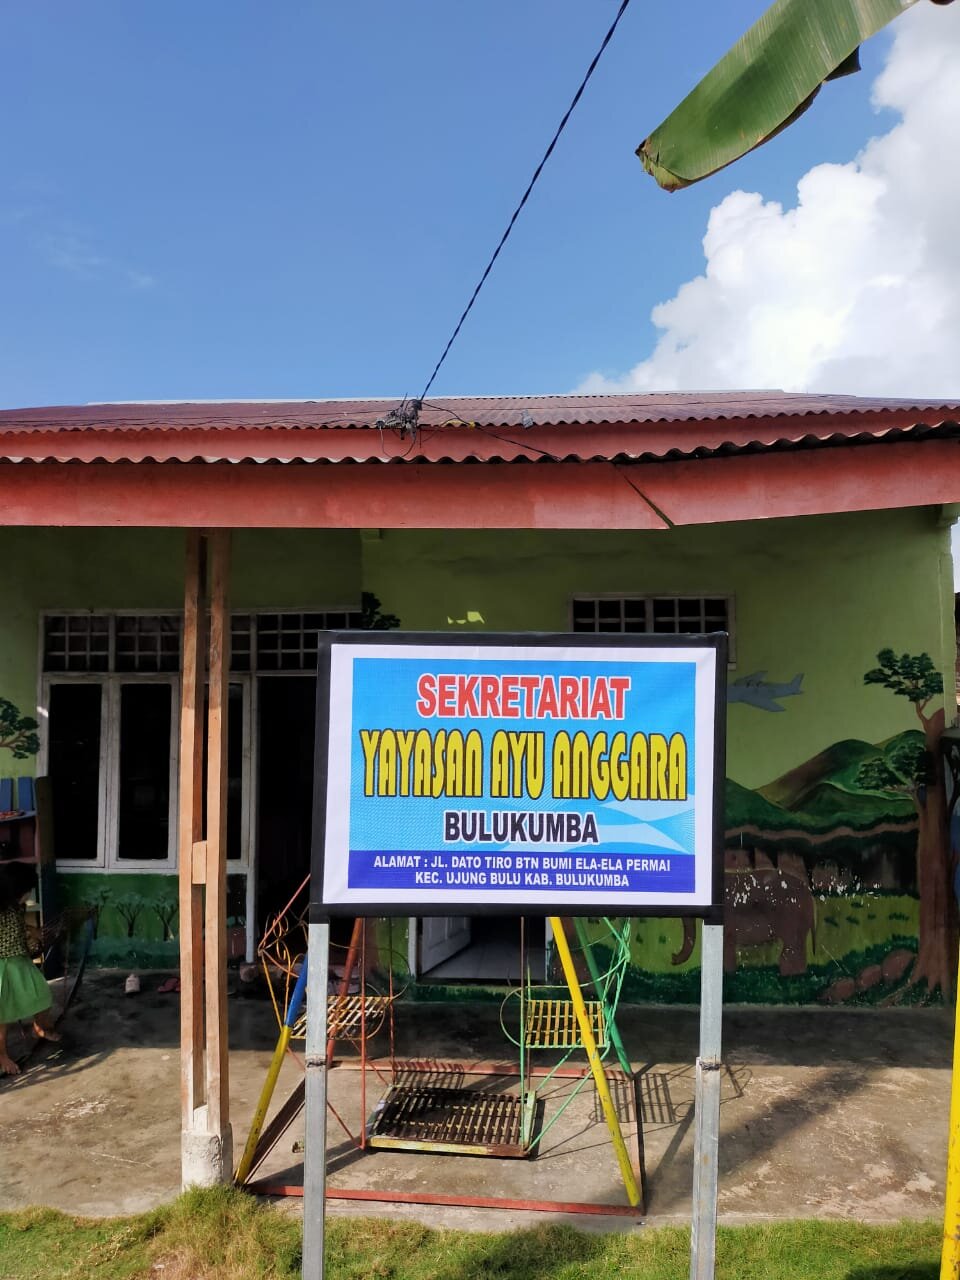 SEKRETARIAT
YAYASAN AYU ANGGARA
BULUKUMBA
ALAMAT : JL. DATO TIRO BTN BUMI ELA-ELA PERMAI
KEC. UJUNG BULU KAB. BULUKUMBA